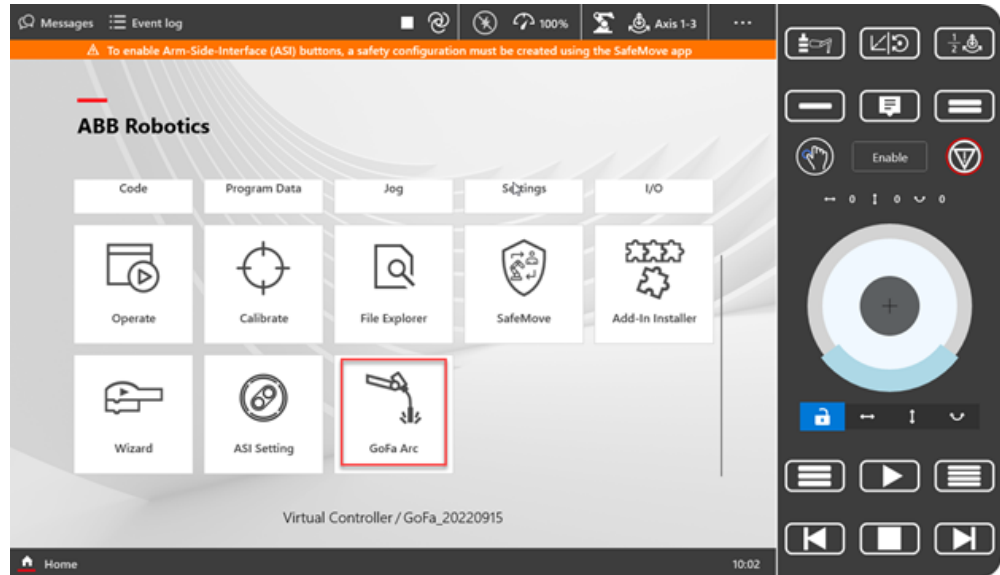 Messages Event log 100% Axis 1-3 ...
To enable Arm-Side-Interface (ASI) buttons, a safety configuration must be created using the SafeMove app
ABB Robotics
Code Program Data Jog Settings I/O
Operate Calibrate File Explorer SafeMove Add-In Installer
Wizard ASI Setting GoFa Arc
Virtual Controller / GoFa_20220915
Home 10:02
1/2
Enable
0 0 0